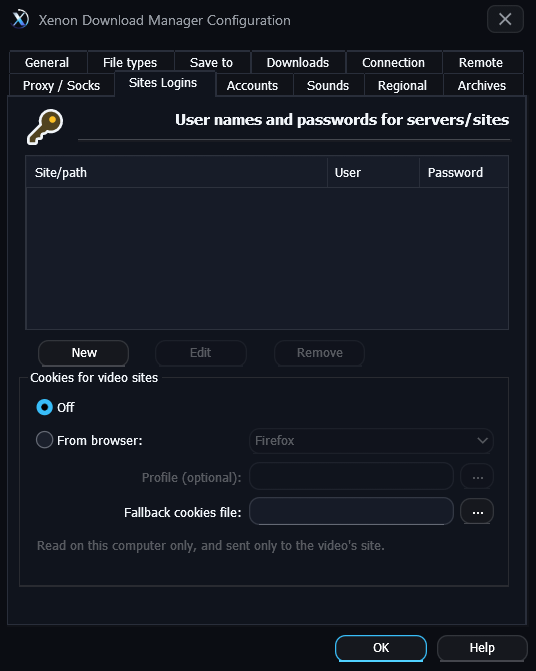 Xenon Download Manager Configuration
General File types Save to Downloads Connection Remote
Proxy / Socks Sites Logins Accounts Sounds Regional Archives
User names and passwords for servers/sites
Site/path User Password
New Edit Remove
Cookies for video sites
Off
From browser: Firefox
Profile (optional): ...
Fallback cookies file: ...
Read on this computer only, and sent only to the video's site.
OK Help